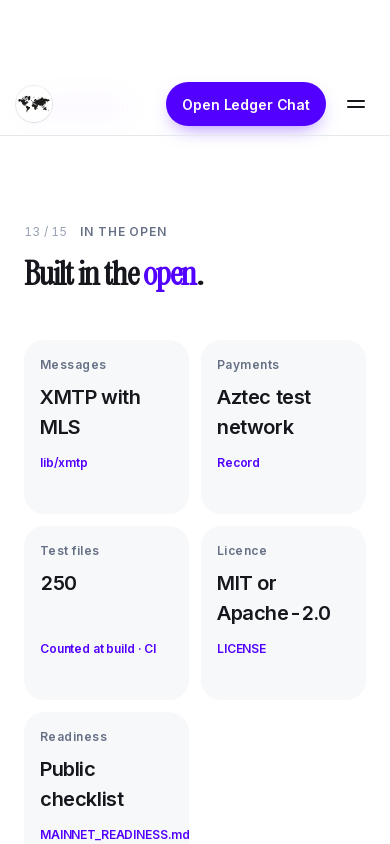 Open Ledger Chat
13 / 15 IN THE OPEN
Built in the open.
Messages
XMTP with
MLS
lib/xmtp
Payments
Aztec test
network
Record
Test files
250
Counted at build · CI
Licence
MIT or
Apache-2.0
LICENSE
Readiness
Public
checklist
MAINNET_READINESS.md